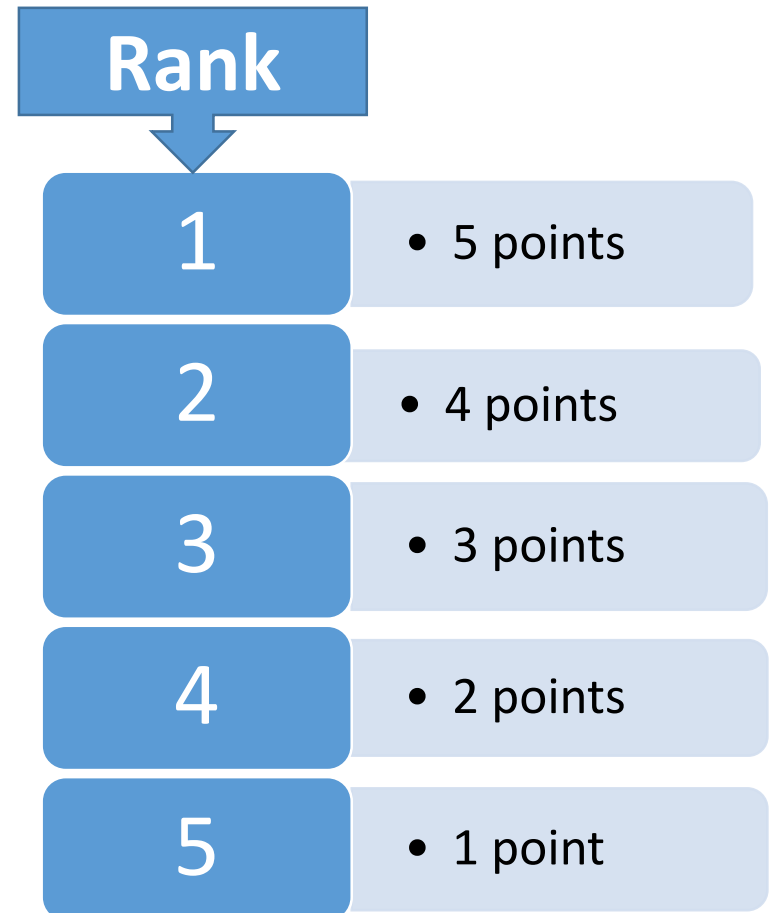 Rank
1
• 5 points
2
• 4 points
3
• 3 points
4
• 2 points
5
• 1 point